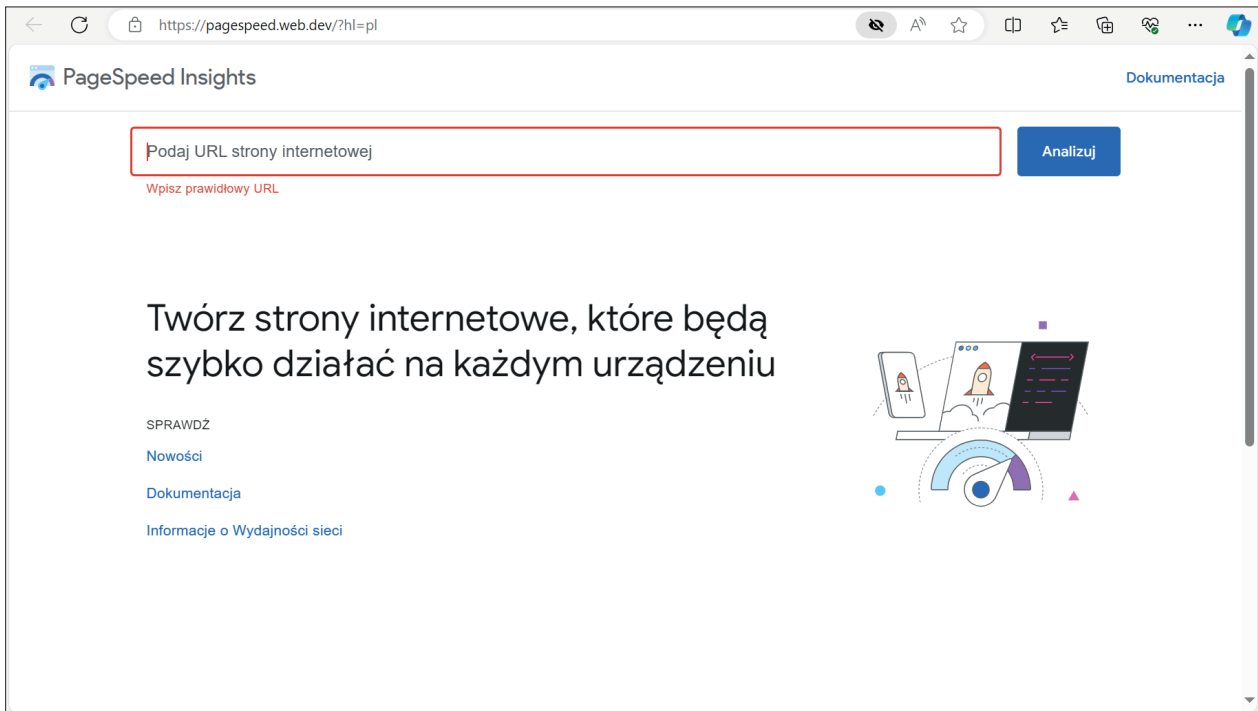 https://pagespeed.web.dev/?hl=pl
PageSpeed Insights
Dokumentacja
Podaj URL strony internetowej
Analizuj
Wpisz prawidłowy URL
Twórz strony internetowe, które będą
szybko działać na każdym urządzeniu
SPRAWDŹ
Nowości
Dokumentacja
Informacje o Wydajności sieci